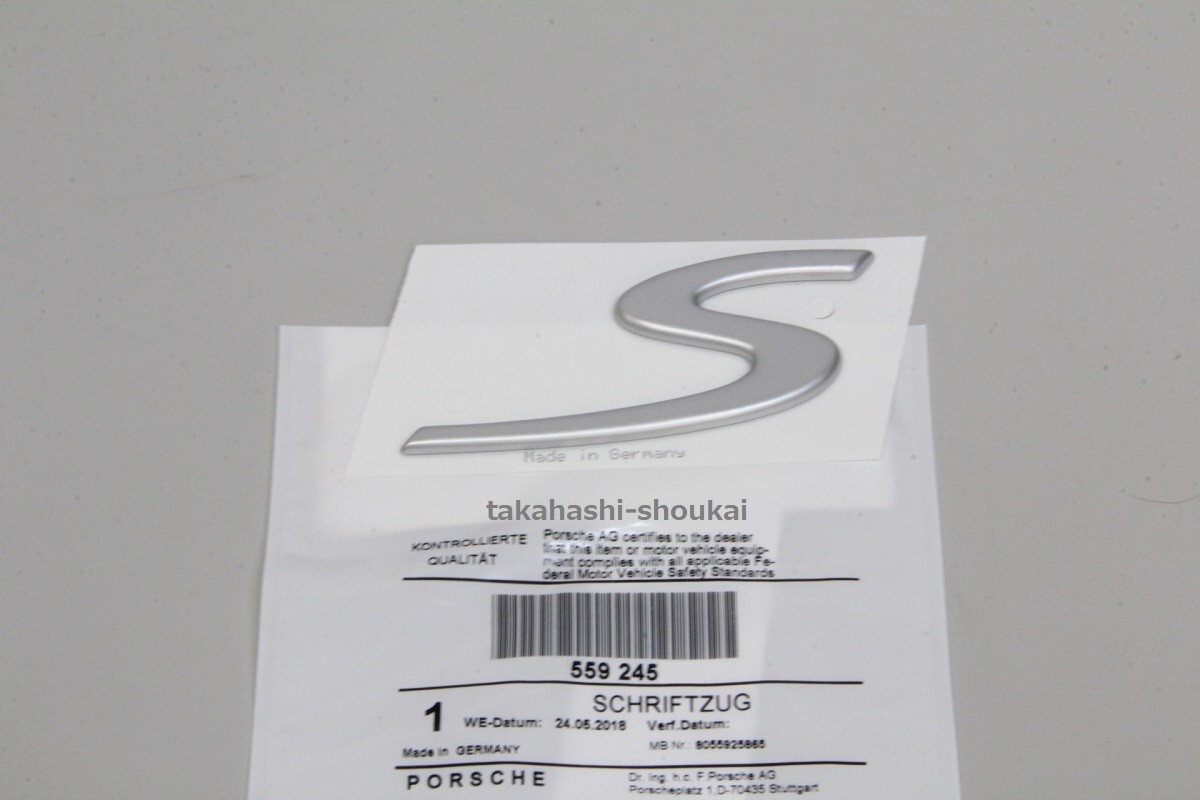 S
Made in Germany
takahashi-shoukai
KONTROLLIERTE
QUALITÄT
Porsche AG certifies to the dealer
that this item or motor vehicle equip-
ment complies with all applicable Fe-
deral Motor Vehicle Safety Standards
559 245
SCHRIFTZUG
1 WE-Datum: 24.05.2018 Verf.Datum:
Made in GERMANY MB Nr.: 8055925865
PORSCHE
Dr. Ing. h.c. F.Porsche AG
Porscheplatz 1,D-70435 Stuttgart